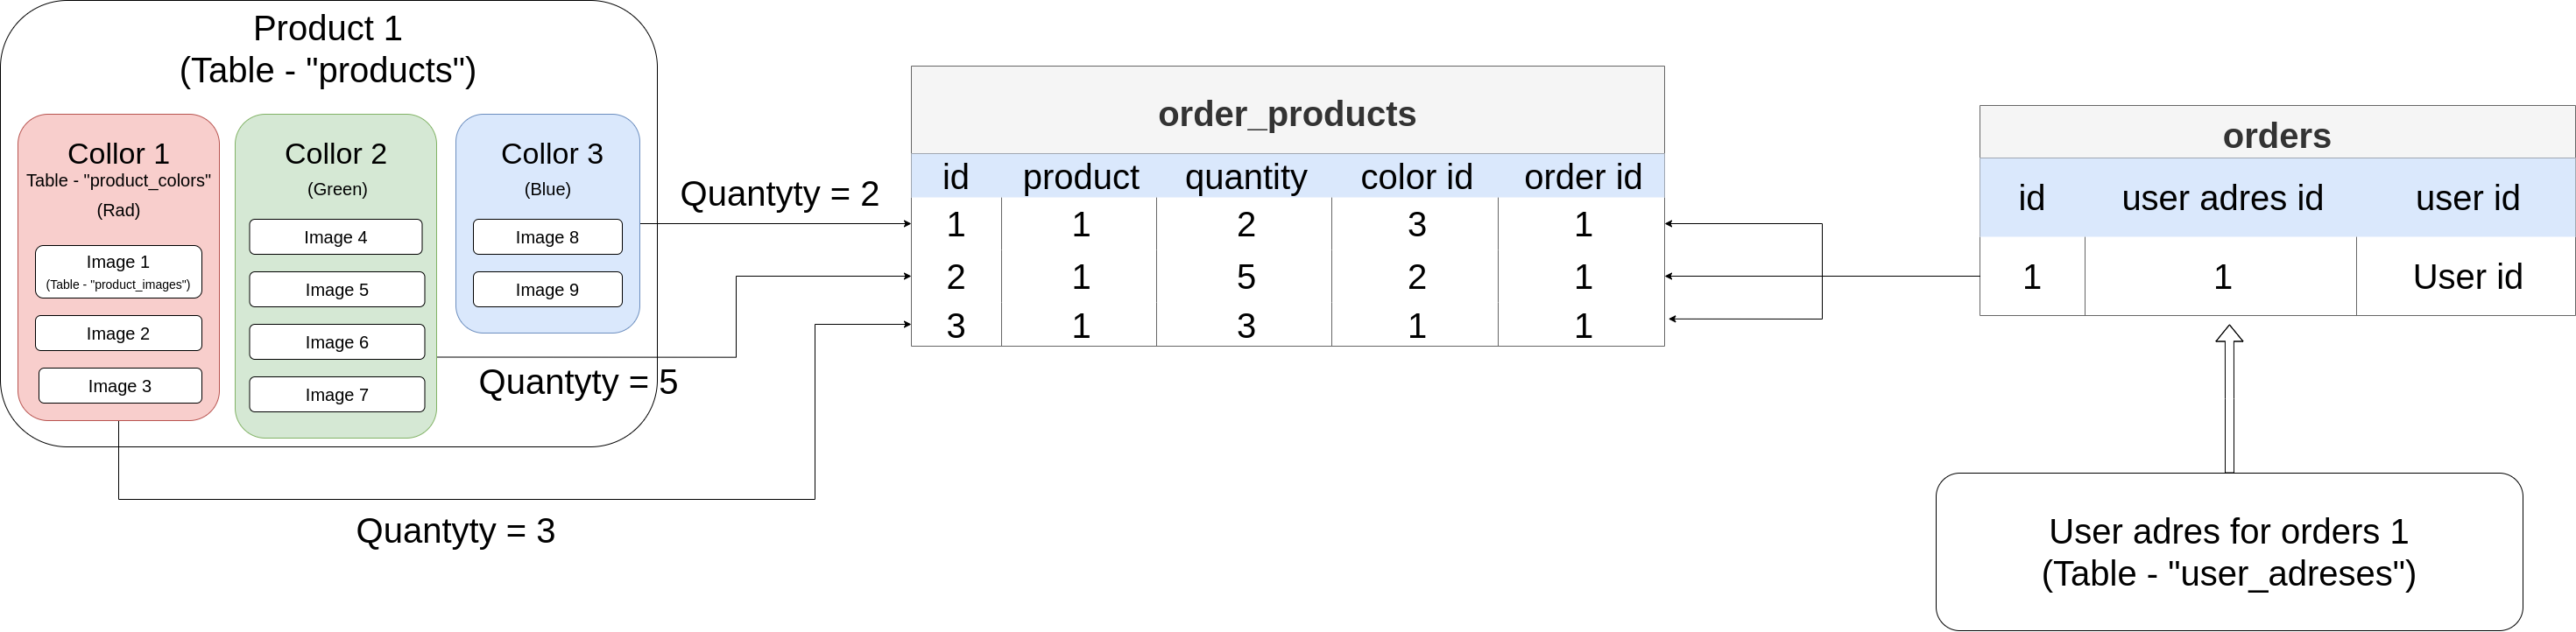 Product 1
(Table - "products")
Collor 1
Table - "product_colors"
(Rad)
Image 1
(Table - "product_images")
Image 2
Image 3
Collor 2
(Green)
Image 4
Image 5
Image 6
Image 7
Collor 3
(Blue)
Image 8
Image 9
Quantyty = 2
Quantyty = 5
Quantyty = 3
order_products
id product quantity color id order id
1 1 2 3 1
2 1 5 2 1
3 1 3 1 1
orders
id user adres id user id
1 1 User id
User adres for orders 1
(Table - "user_adreses")